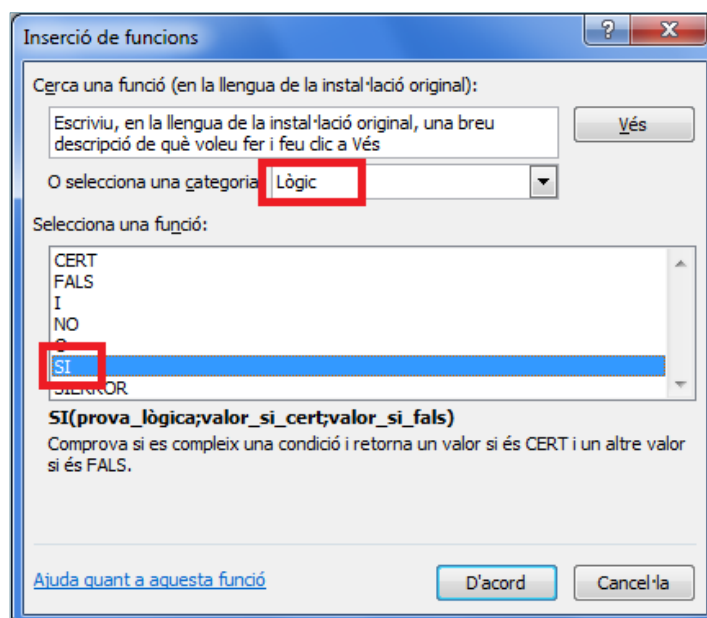 Inserció de funcions
Cerca una funció (en la llengua de la instal·lació original):
Escriviu, en la llengua de la instal·lació original, una breu
descripció de què voleu fer i feu clic a Vés
Vés
O selecciona una categoria
Lògic
Selecciona una funció:
CERT
FALS
I
NO
O
SI
SIERROR
SI(prova_lògica;valor_si_cert;valor_si_fals)
Comprova si es compleix una condició i retorna un valor si és CERT i un altre valor
si és FALS.
Ajuda quant a aquesta funció
D'acord
Cancel·la